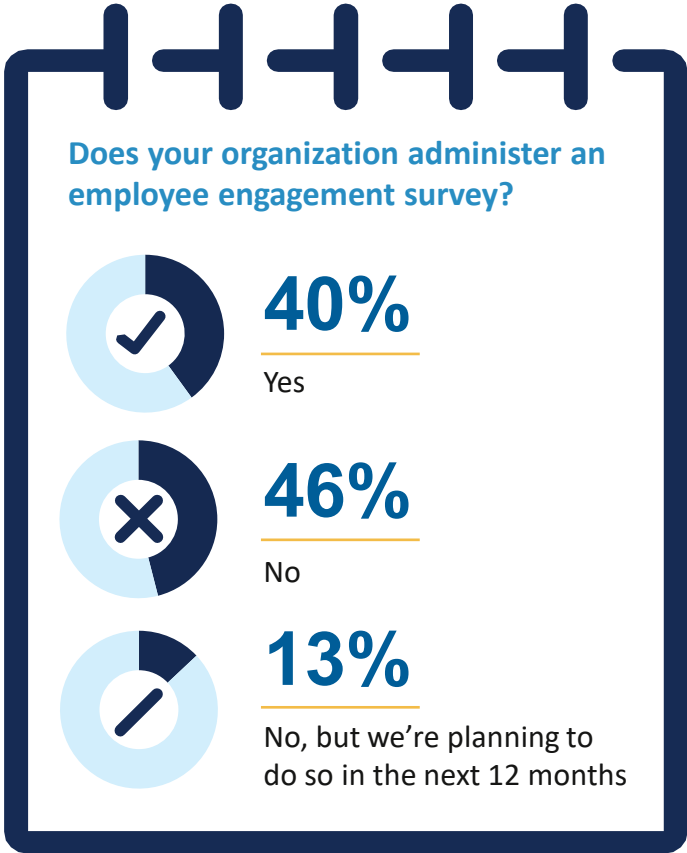 Does your organization administer an
employee engagement survey?
40%
Yes
46%
No
13%
No, but we’re planning to
do so in the next 12 months